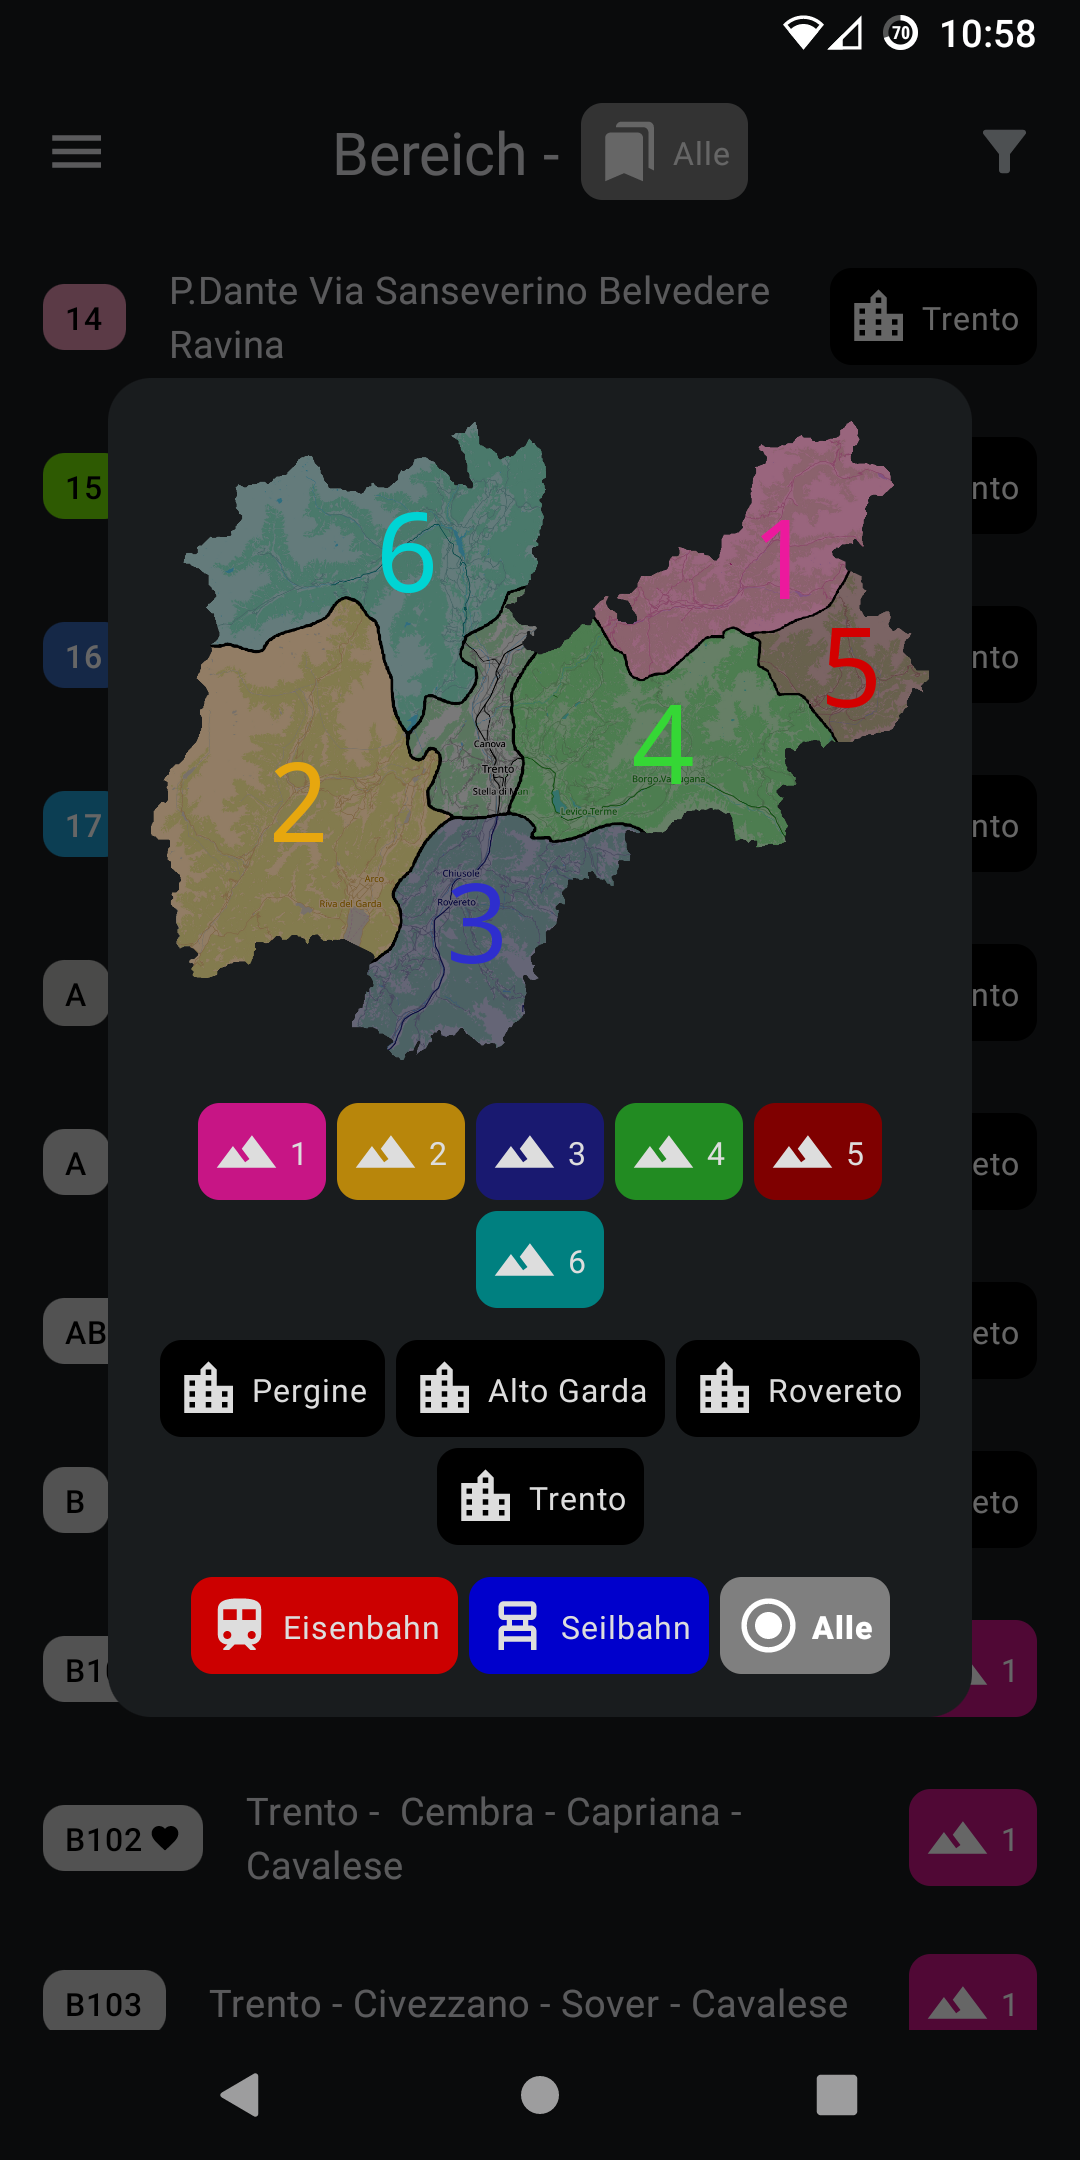 70 10:58
Bereich - Alle
14 P.Dante Via Sanseverino Belvedere Ravina Trento
15 nto
16 nto
17 nto
A nto
A eto
AB eto
B eto
B1 1
6
1
5
4
2
3
Canova
Trento
Stella di Man
Borgo Valsugana
Levico Terme
Chiusole
Rovereto
Arco
Riva del Garda
1 2 3 4 5
6
Pergine Alto Garda Rovereto
Trento
Eisenbahn Seilbahn Alle
B102 Trento - Cembra - Capriana - Cavalese 1
B103 Trento - Civezzano - Sover - Cavalese 1